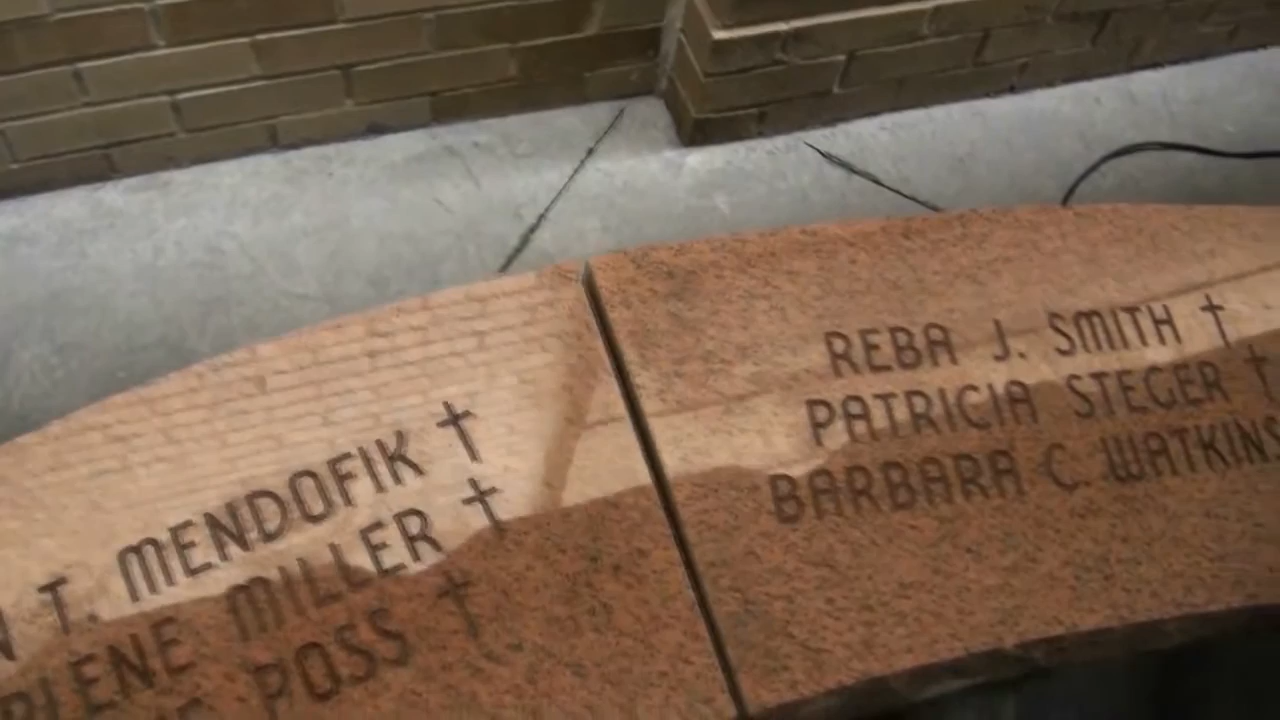 T. MENDOFIK †
MILLER †
POSS †
REBA J. SMITH †
PATRICIA STEGER †
BARBARA C. WATKINS